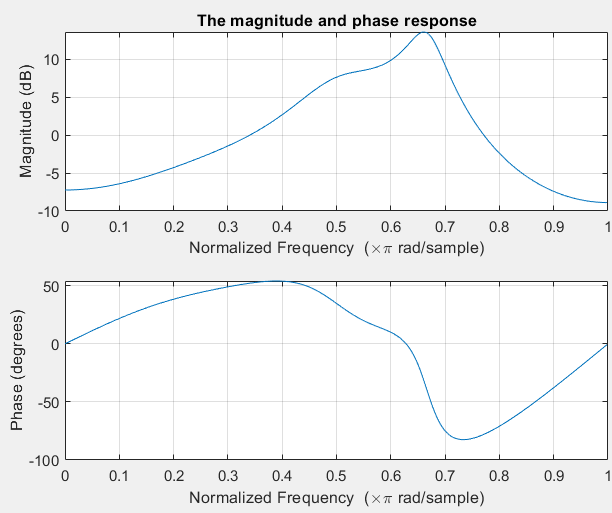 The magnitude and phase response
Magnitude (dB)
10
5
0
-5
-10
0 0.1 0.2 0.3 0.4 0.5 0.6 0.7 0.8 0.9 1
Normalized Frequency (×π rad/sample)
Phase (degrees)
50
0
-50
-100
0 0.1 0.2 0.3 0.4 0.5 0.6 0.7 0.8 0.9 1
Normalized Frequency (×π rad/sample)